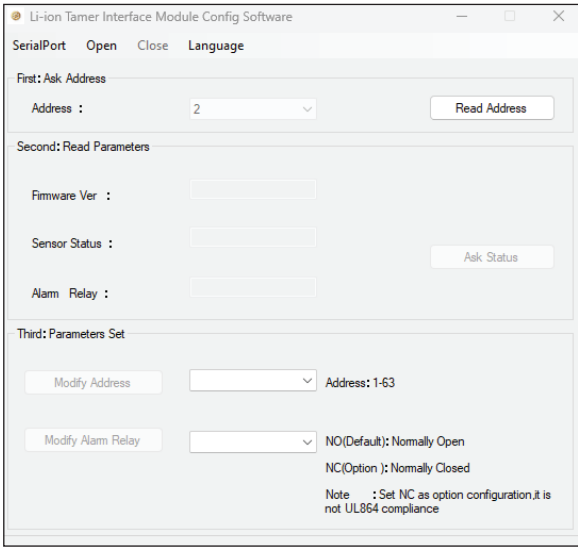 Li-ion Tamer Interface Module Config Software
SerialPort Open Close Language
First: Ask Address
Address : 2 Read Address
Second: Read Parameters
Firmware Ver :
Sensor Status :
Ask Status
Alarm Relay :
Third: Parameters Set
Modify Address Address: 1-63
Modify Alarm Relay NO(Default): Normally Open
NC(Option ): Normally Closed
Note : Set NC as option configuration,it is
not UL864 compliance